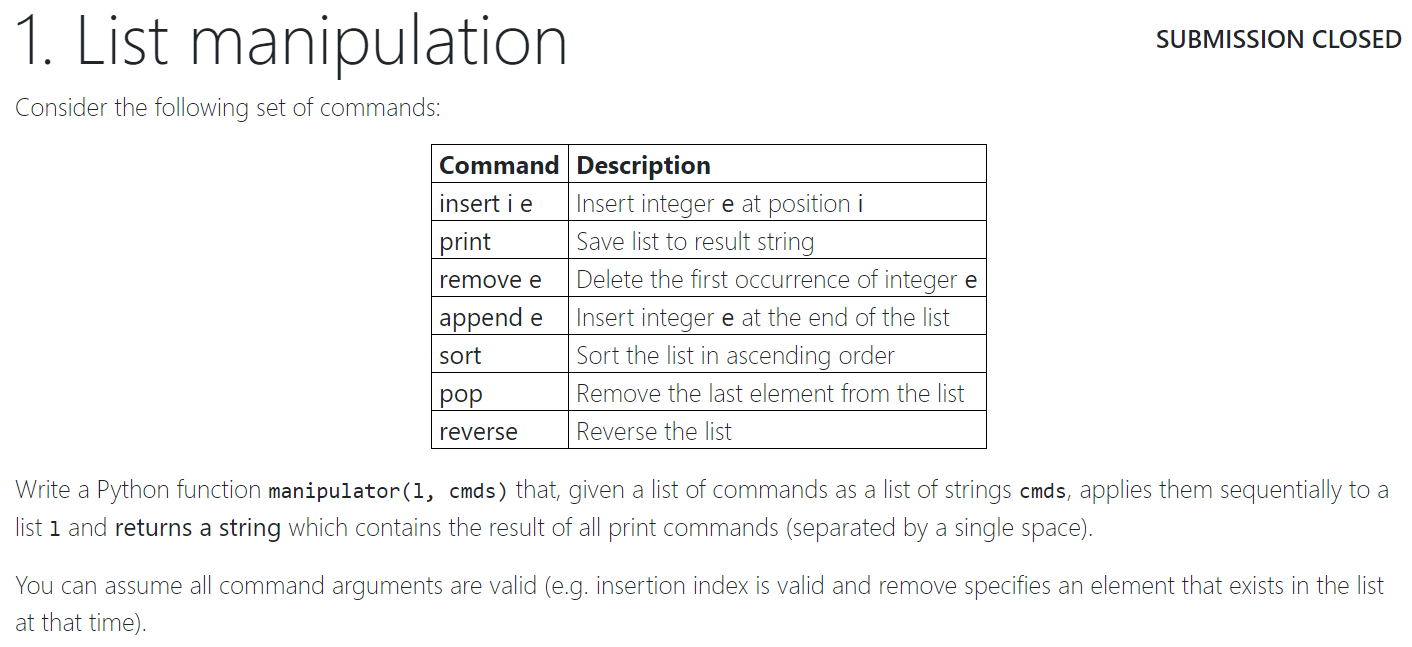 1. List manipulation
SUBMISSION CLOSED
Consider the following set of commands:
Command Description
insert i e Insert integer e at position i
print Save list to result string
remove e Delete the first occurrence of integer e
append e Insert integer e at the end of the list
sort Sort the list in ascending order
pop Remove the last element from the list
reverse Reverse the list
Write a Python function manipulator(l, cmds) that, given a list of commands as a list of strings cmds, applies them sequentially to a
list l and returns a string which contains the result of all print commands (separated by a single space).
You can assume all command arguments are valid (e.g. insertion index is valid and remove specifies an element that exists in the list
at that time).